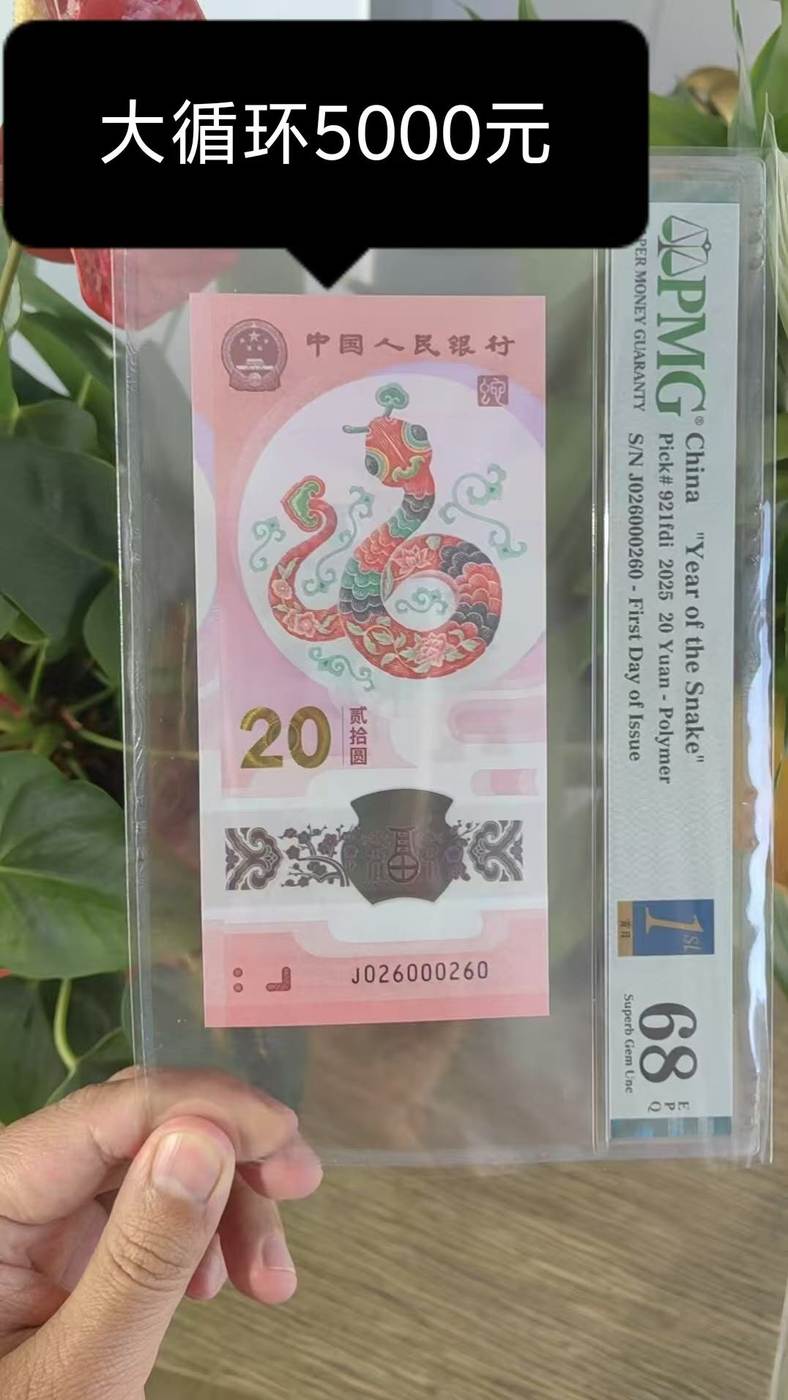 大循环5000元
中国人民银行
20
贰拾圆
J026000260
PMG®
PAPER MONEY GUARANTY
China "Year of the Snake"
Pick# 921fdi 2025 20 Yuan - Polymer
S/N J026000260 - First Day of Issue
1st
68
EPQ
Superb Gem Unc